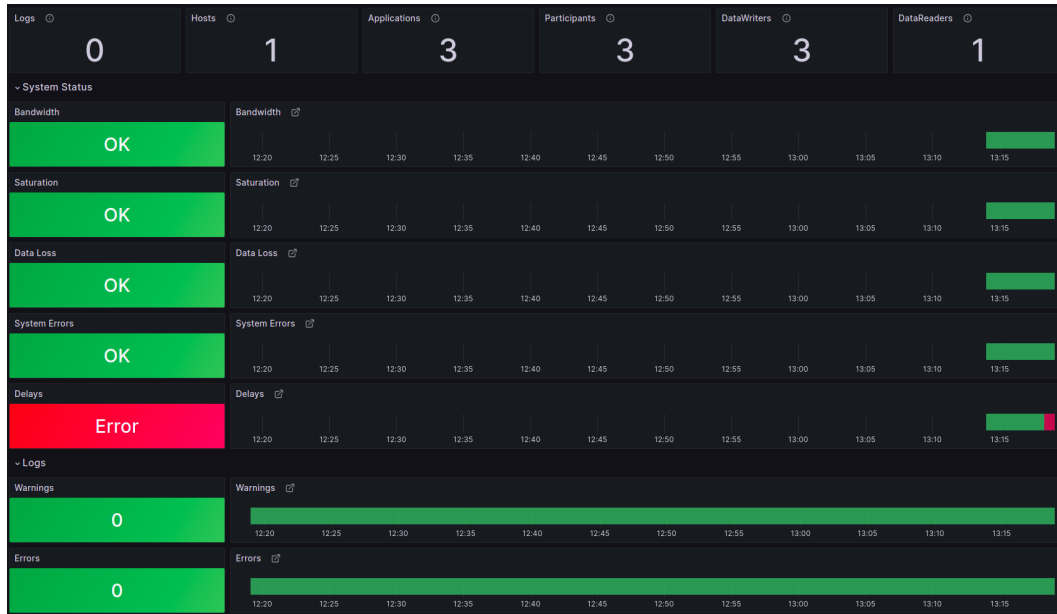 Logs Hosts Applications Participants DataWriters DataReaders
0 1 3 3 3 1
System Status
Bandwidth Bandwidth
OK
12:20 12:25 12:30 12:35 12:40 12:45 12:50 12:55 13:00 13:05 13:10 13:15
Saturation Saturation
OK
12:20 12:25 12:30 12:35 12:40 12:45 12:50 12:55 13:00 13:05 13:10 13:15
Data Loss Data Loss
OK
12:20 12:25 12:30 12:35 12:40 12:45 12:50 12:55 13:00 13:05 13:10 13:15
System Errors System Errors
OK
12:20 12:25 12:30 12:35 12:40 12:45 12:50 12:55 13:00 13:05 13:10 13:15
Delays Delays
Error
12:20 12:25 12:30 12:35 12:40 12:45 12:50 12:55 13:00 13:05 13:10 13:15
Logs
Warnings Warnings
0
12:20 12:25 12:30 12:35 12:40 12:45 12:50 12:55 13:00 13:05 13:10 13:15
Errors Errors
0
12:20 12:25 12:30 12:35 12:40 12:45 12:50 12:55 13:00 13:05 13:10 13:15